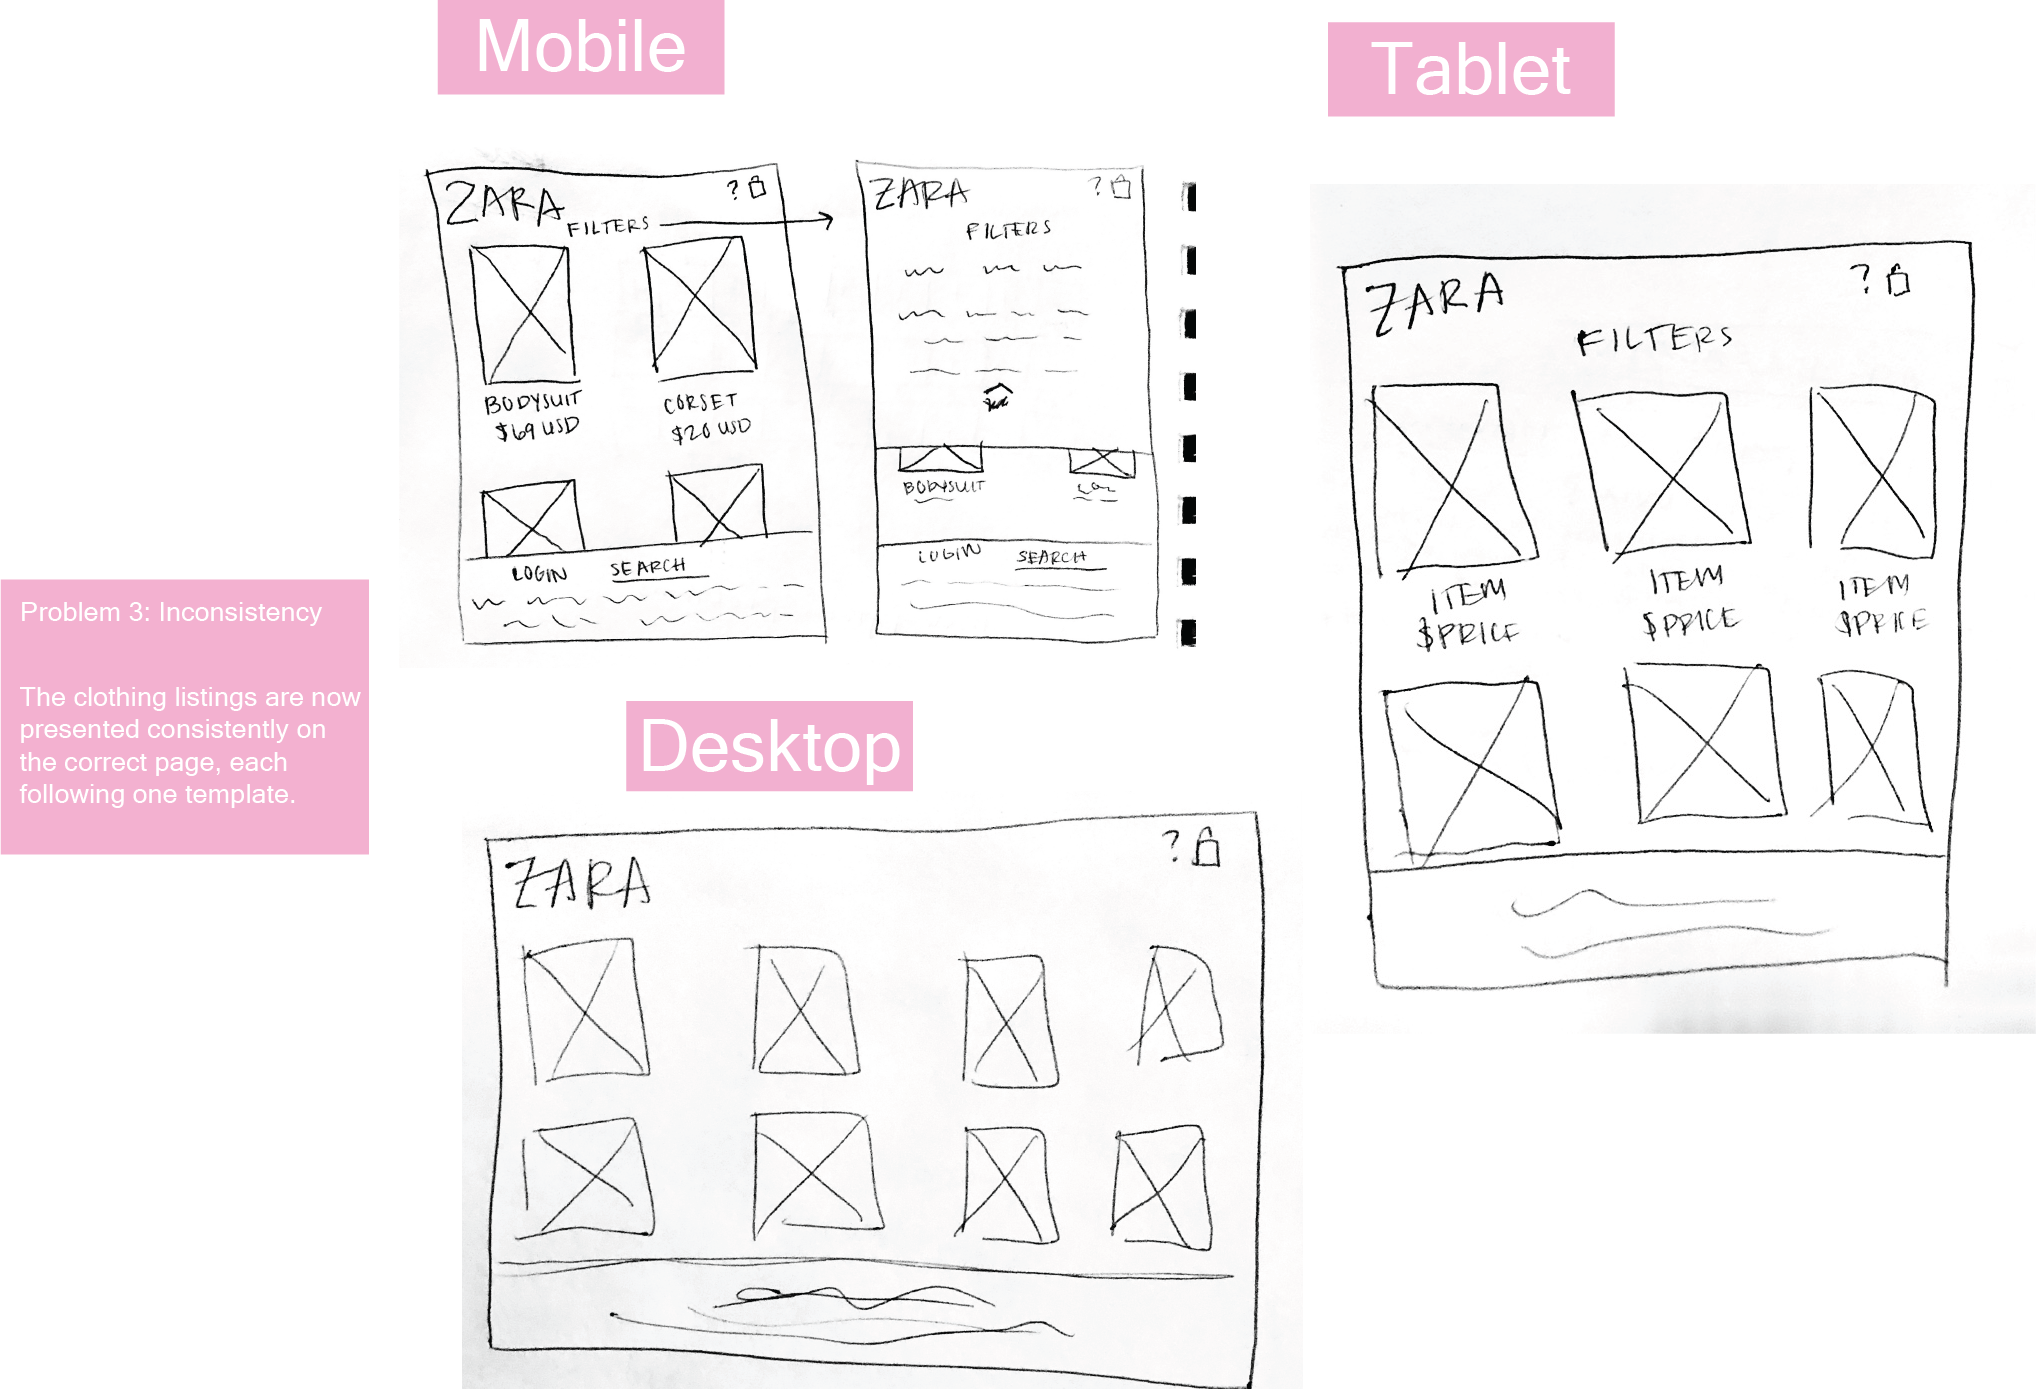 Mobile
Tablet
ZARA ?
FILTERS
BODYSUIT
$69 USD
CORSET
$20 USD
LOGIN SEARCH
ZARA ?
FILTERS
BODYSUIT
LOGIN SEARCH
ZARA ?
FILTERS
ITEM
$PRICE
ITEM
$PRICE
ITEM
$PRICE
Problem 3: Inconsistency
The clothing listings are now
presented consistently on
the correct page, each
following one template.
Desktop
ZARA ?